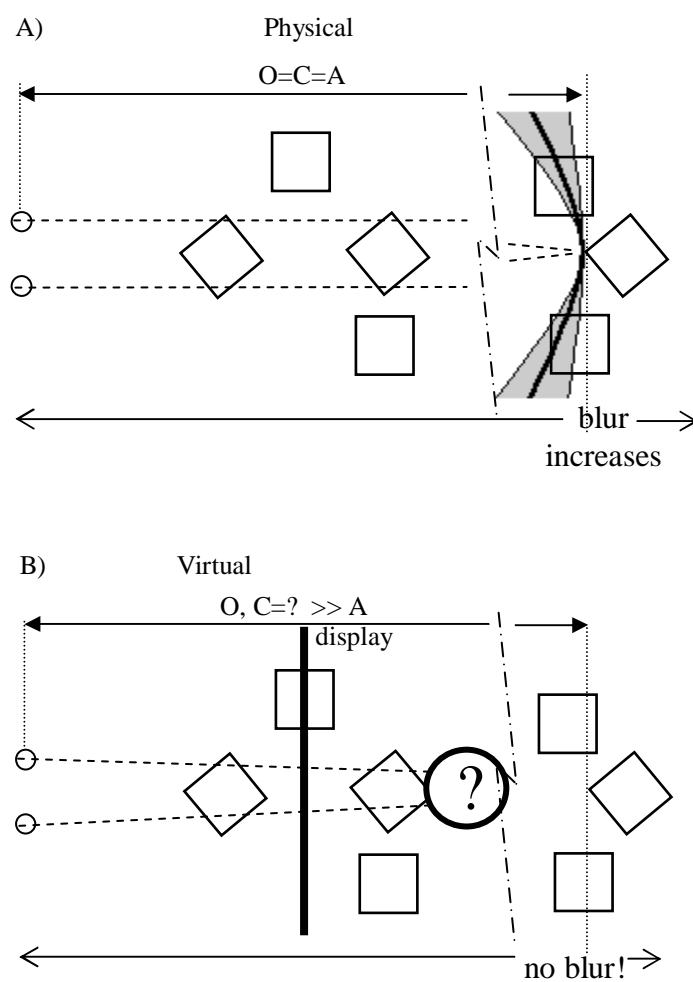 A) Physical
O=C=A
blur
increases
B) Virtual
O, C=? >> A
display
?
no blur!